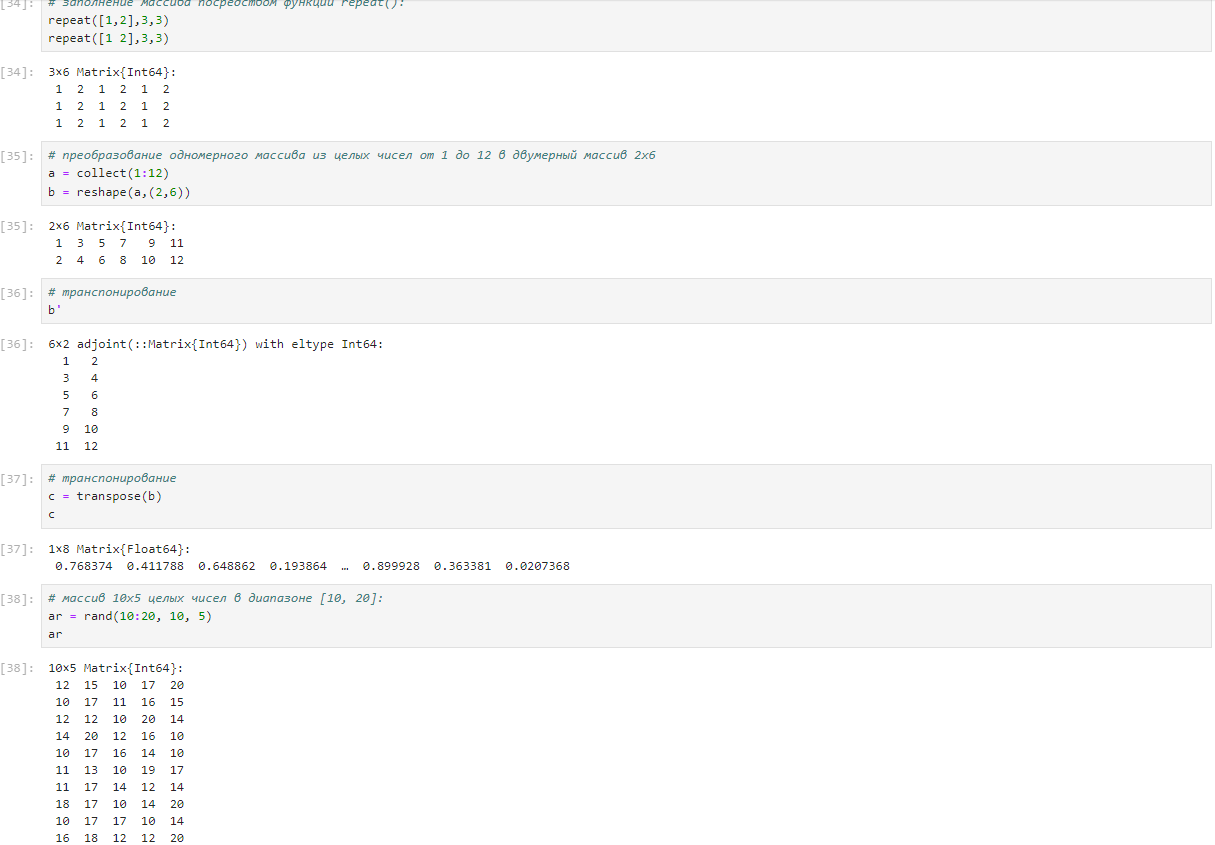 [34]: # заполнение массива посредством функции repeat():
repeat([1,2],3,3)
repeat([1 2],3,3)
[34]: 3×6 Matrix{Int64}:
1 2 1 2 1 2
1 2 1 2 1 2
1 2 1 2 1 2
[35]: # преобразование одномерного массива из целых чисел от 1 до 12 в двумерный массив 2x6
a = collect(1:12)
b = reshape(a,(2,6))
[35]: 2×6 Matrix{Int64}:
1 3 5 7 9 11
2 4 6 8 10 12
[36]: # транспонирование
b'
[36]: 6×2 adjoint(::Matrix{Int64}) with eltype Int64:
1 2
3 4
5 6
7 8
9 10
11 12
[37]: # транспонирование
c = transpose(b)
c
[37]: 1×8 Matrix{Float64}:
0.768374 0.411788 0.648862 0.193864 … 0.899928 0.363381 0.0207368
[38]: # массив 10x5 целых чисел в диапазоне [10, 20]:
ar = rand(10:20, 10, 5)
ar
[38]: 10×5 Matrix{Int64}:
12 15 10 17 20
10 17 11 16 15
12 12 10 20 14
14 20 12 16 10
10 17 16 14 10
11 13 10 19 17
11 17 14 12 14
18 17 10 14 20
10 17 17 10 14
16 18 12 12 20